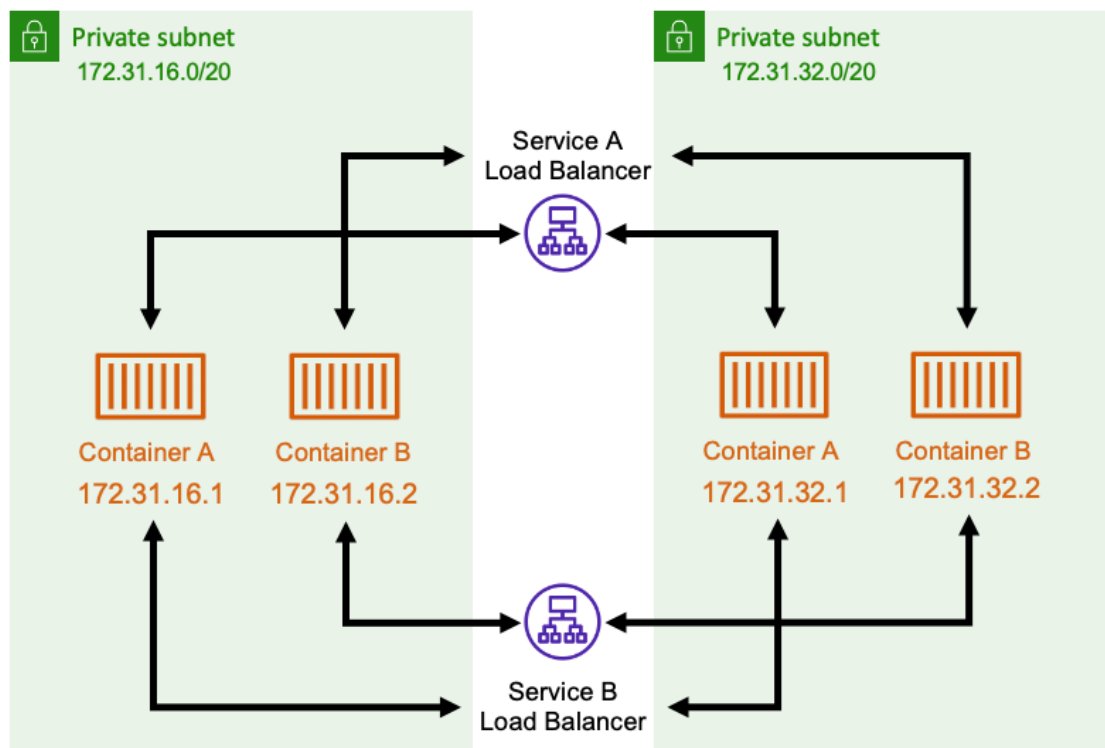 Private subnet
172.31.16.0/20
Private subnet
172.31.32.0/20
Service A
Load Balancer
Container A
172.31.16.1
Container B
172.31.16.2
Container A
172.31.32.1
Container B
172.31.32.2
Service B
Load Balancer